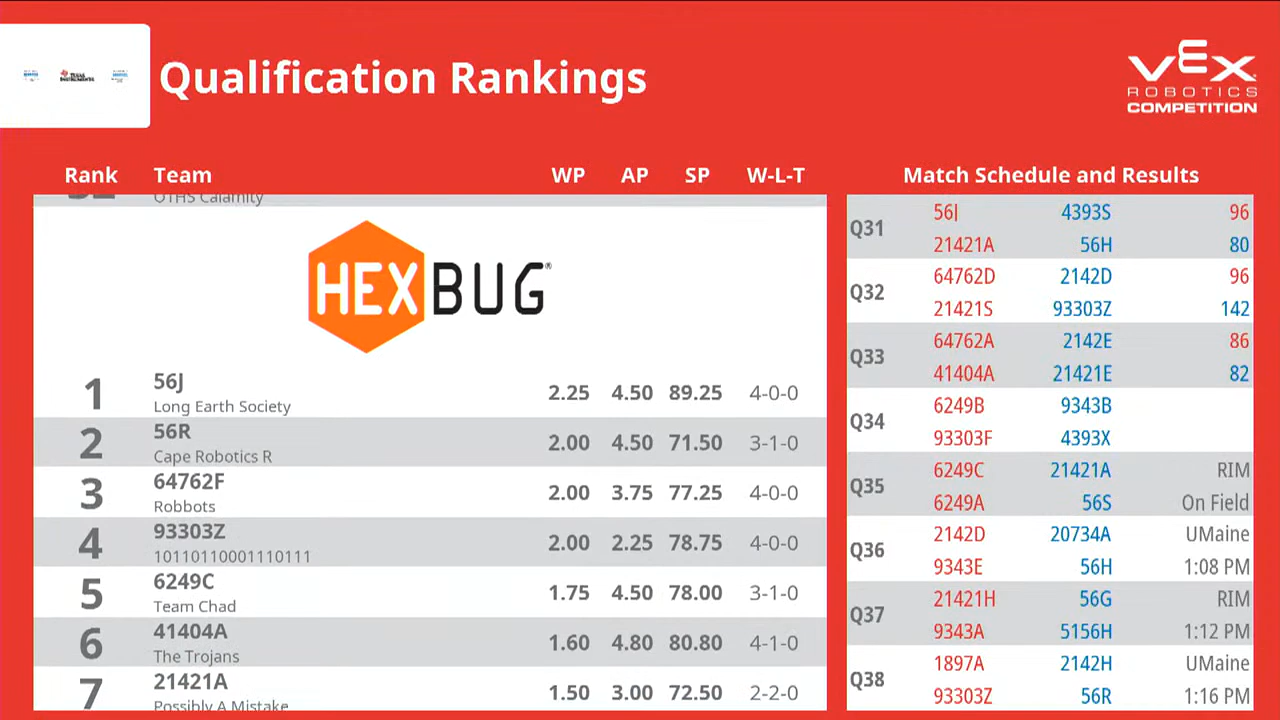 TEXAS INSTRUMENTS
Qualification Rankings
VEX
ROBOTICS
COMPETITION
Rank Team WP AP SP W-L-T
OTHS Calamity
HEXBUG®
1 56J 2.25 4.50 89.25 4-0-0
Long Earth Society
2 56R 2.00 4.50 71.50 3-1-0
Cape Robotics R
3 64762F 2.00 3.75 77.25 4-0-0
Robbots
4 93303Z 2.00 2.25 78.75 4-0-0
10110110001110111
5 6249C 1.75 4.50 78.00 3-1-0
Team Chad
6 41404A 1.60 4.80 80.80 4-1-0
The Trojans
7 21421A 1.50 3.00 72.50 2-2-0
Possibly A Mistake
Match Schedule and Results
Q31 56J 4393S 96
21421A 56H 80
Q32 64762D 2142D 96
21421S 93303Z 142
Q33 64762A 2142E 86
41404A 21421E 82
Q34 6249B 9343B
93303F 4393X
Q35 6249C 21421A RIM
6249A 56S On Field
Q36 2142D 20734A UMaine
9343E 56H 1:08 PM
Q37 21421H 56G RIM
9343A 5156H 1:12 PM
Q38 1897A 2142H UMaine
93303Z 56R 1:16 PM